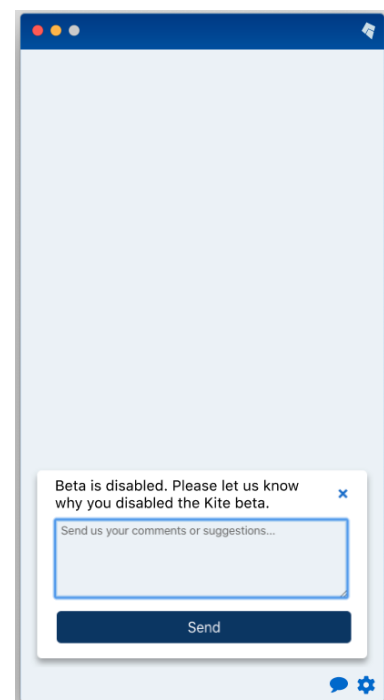 Beta is disabled. Please let us know
why you disabled the Kite beta.
Send us your comments or suggestions...
Send